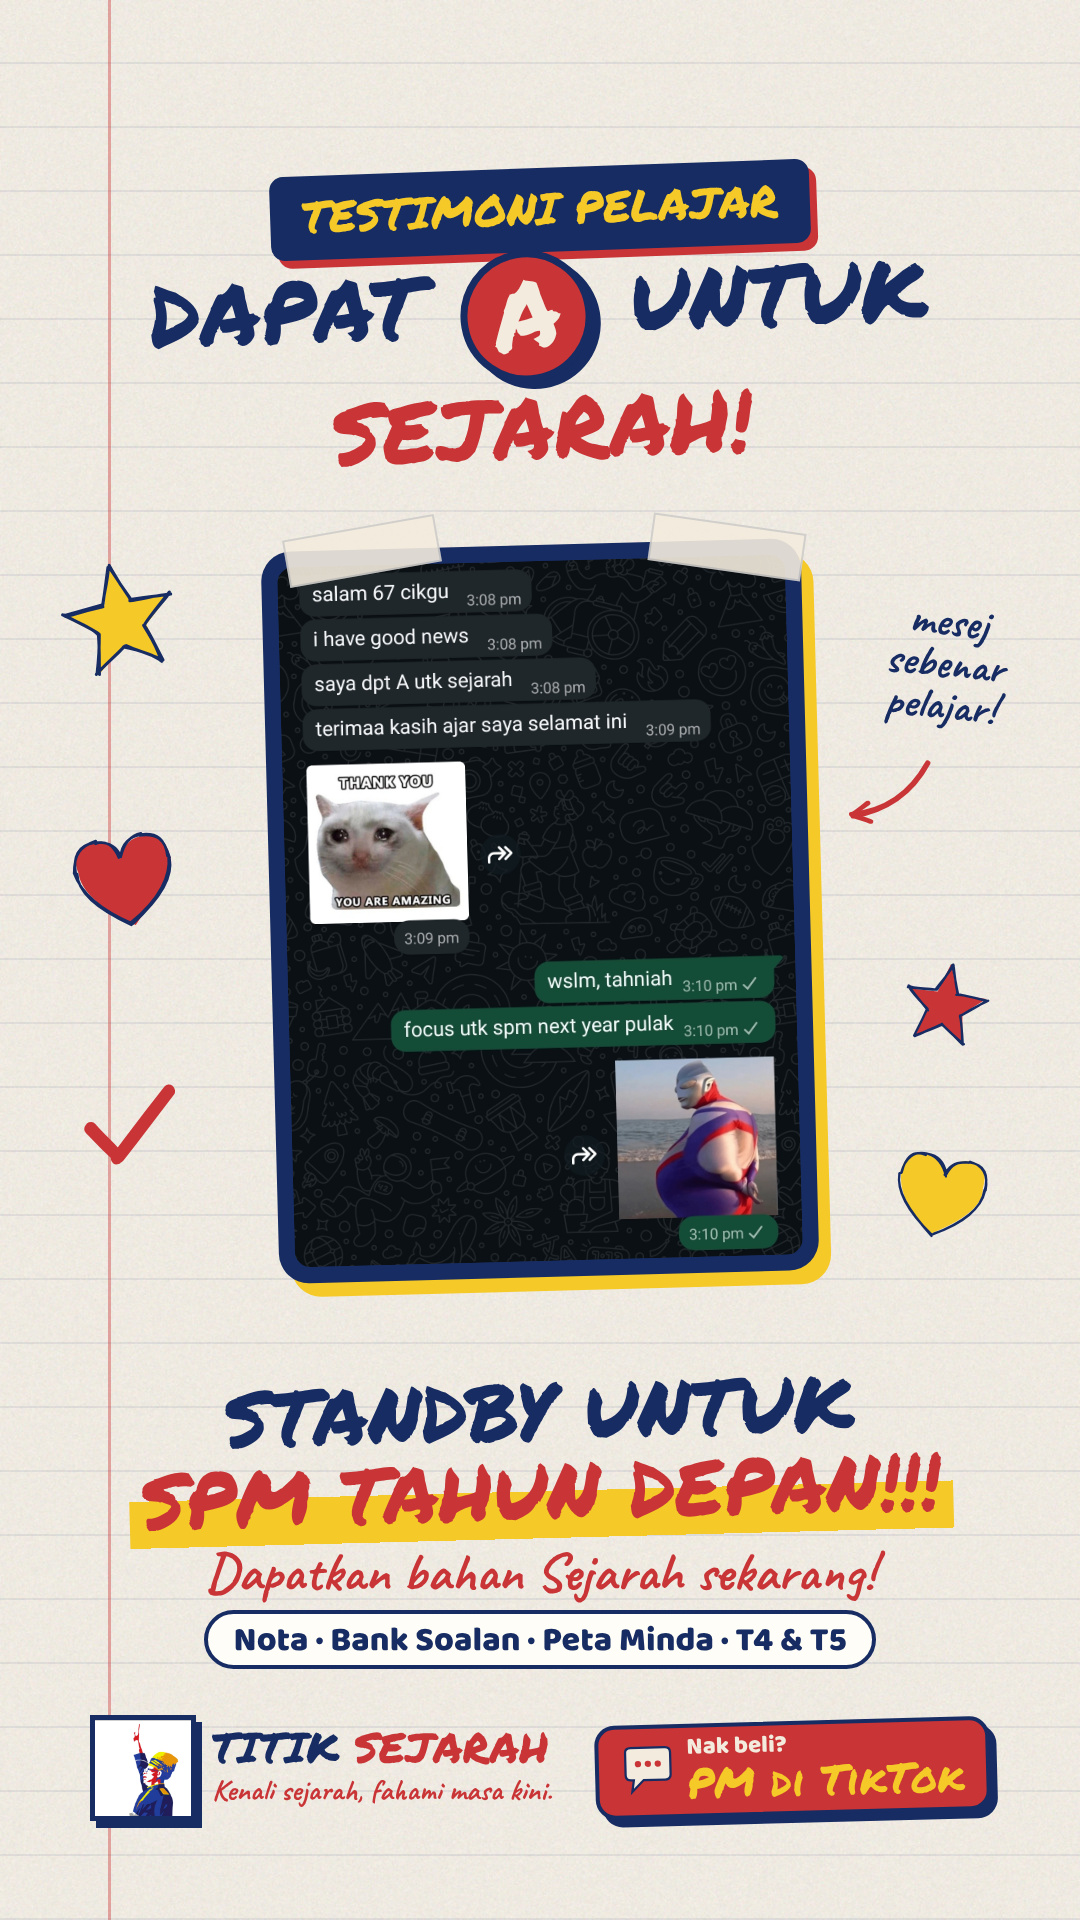 TESTIMONI PELAJAR
DAPAT A UNTUK
SEJARAH!
salam 67 cikgu 3:08 pm
i have good news 3:08 pm
saya dpt A utk sejarah 3:08 pm
terimaa kasih ajar saya selamat ini 3:09 pm
THANK YOU
YOU ARE AMAZING
3:09 pm
mesej
sebenar
pelajar!
wslm, tahniah 3:10 pm
focus utk spm next year pulak 3:10 pm
3:10 pm
STANDBY UNTUK
SPM TAHUN DEPAN!!!
Dapatkan bahan Sejarah sekarang!
Nota · Bank Soalan · Peta Minda · T4 & T5
TITIK SEJARAH
Kenali sejarah, fahami masa kini.
Nak beli?
PM DI TIKTOK